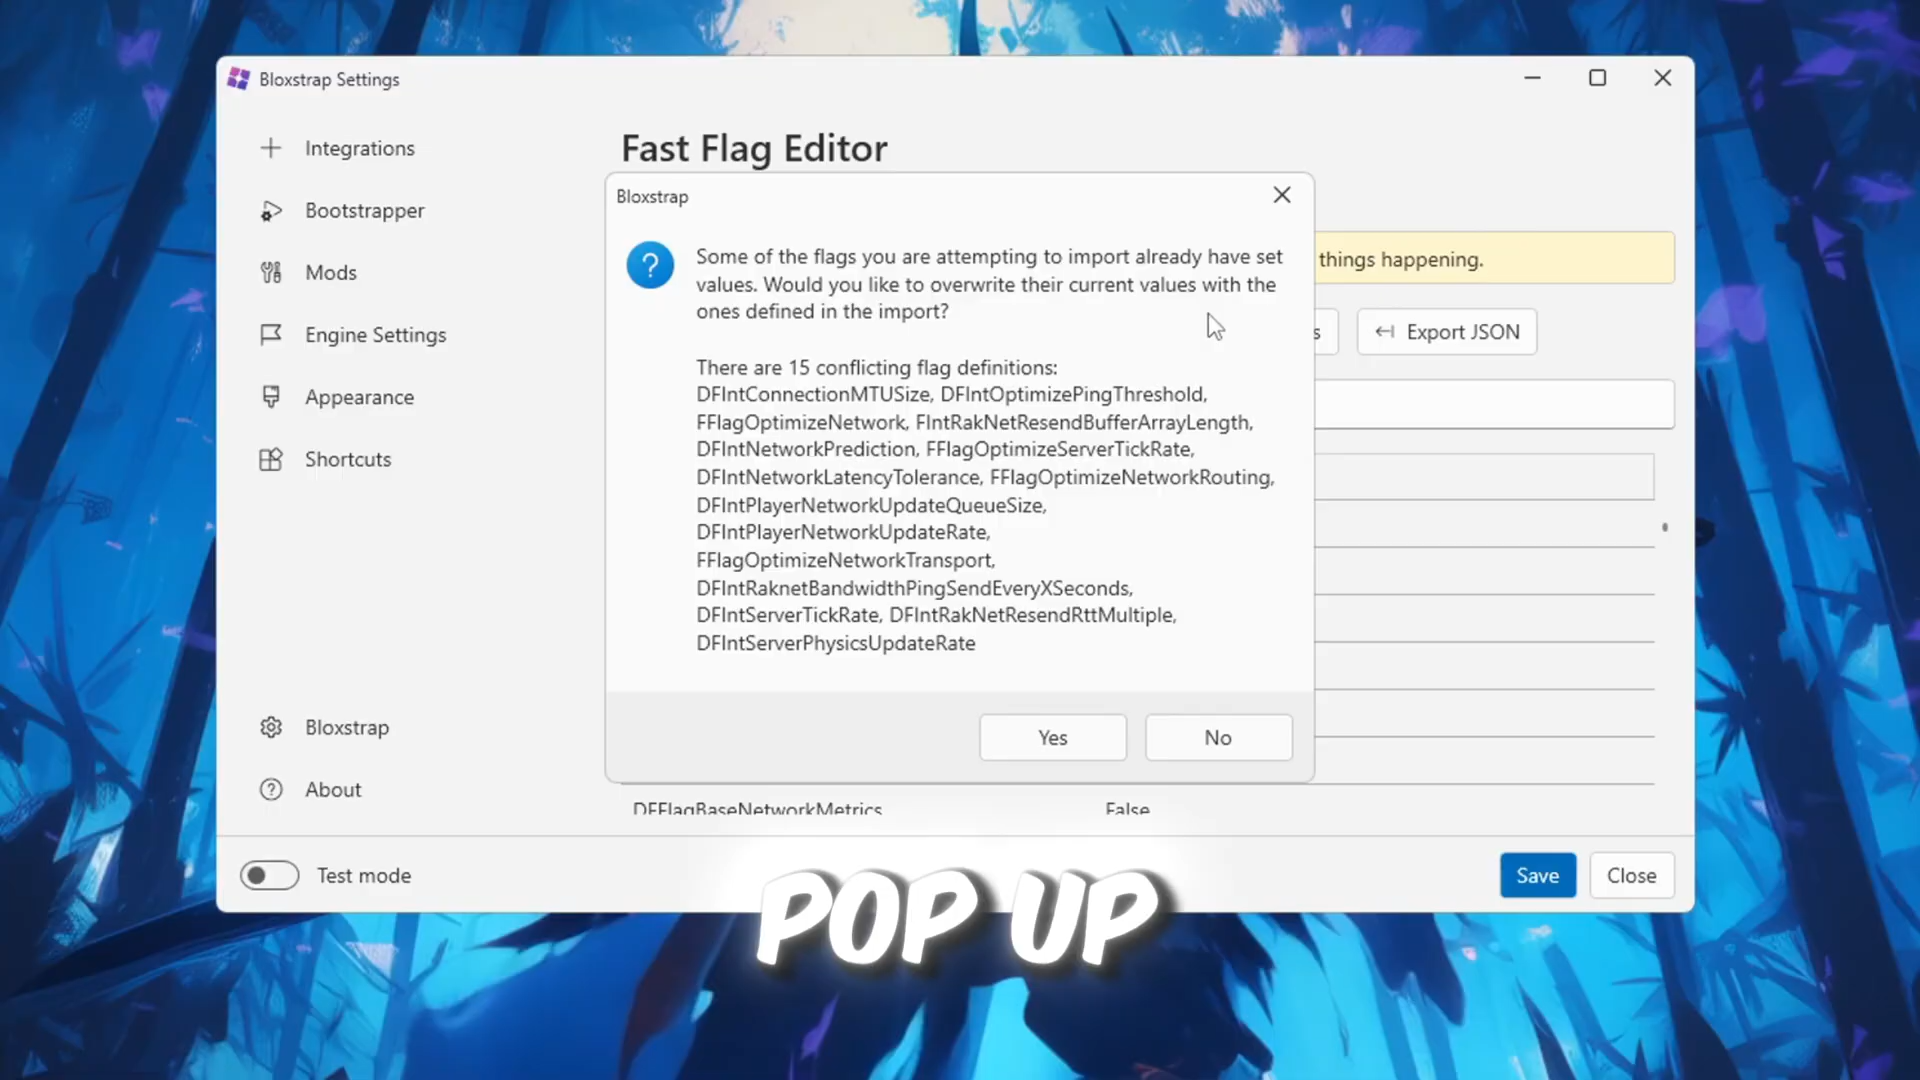 Bloxstrap Settings
Integrations
Bootstrapper
Mods
Engine Settings
Appearance
Shortcuts
Bloxstrap
About
Test mode
Fast Flag Editor
things happening.
s
Export JSON
Bloxstrap
Some of the flags you are attempting to import already have set
values. Would you like to overwrite their current values with the
ones defined in the import?
There are 15 conflicting flag definitions:
DFIntConnectionMTUSize, DFIntOptimizePingThreshold,
FFlagOptimizeNetwork, FIntRakNetResendBufferArrayLength,
DFIntNetworkPrediction, FFlagOptimizeServerTickRate,
DFIntNetworkLatencyTolerance, FFlagOptimizeNetworkRouting,
DFIntPlayerNetworkUpdateQueueSize,
DFIntPlayerNetworkUpdateRate,
FFlagOptimizeNetworkTransport,
DFIntRaknetBandwidthPingSendEveryXSeconds,
DFIntServerTickRate, DFIntRakNetResendRttMultiple,
DFIntServerPhysicsUpdateRate
Yes No
DFFlagBaseNetworkMetrics False
Save Close
POP UP